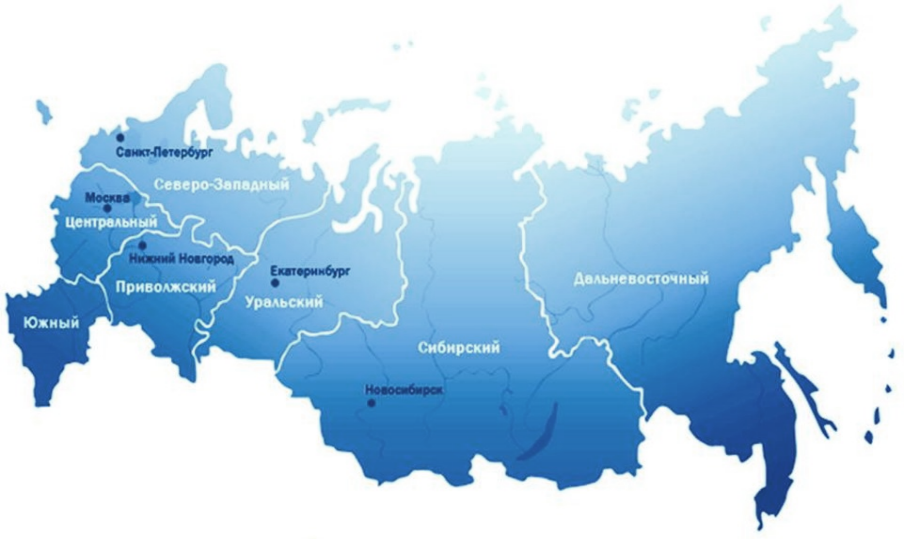 Санкт-Петербург
Северо-Западный
Москва
Центральный
Нижний Новгород
Екатеринбург
Дальневосточный
Приволжский
Уральский
Южный
Сибирский
Новосибирск